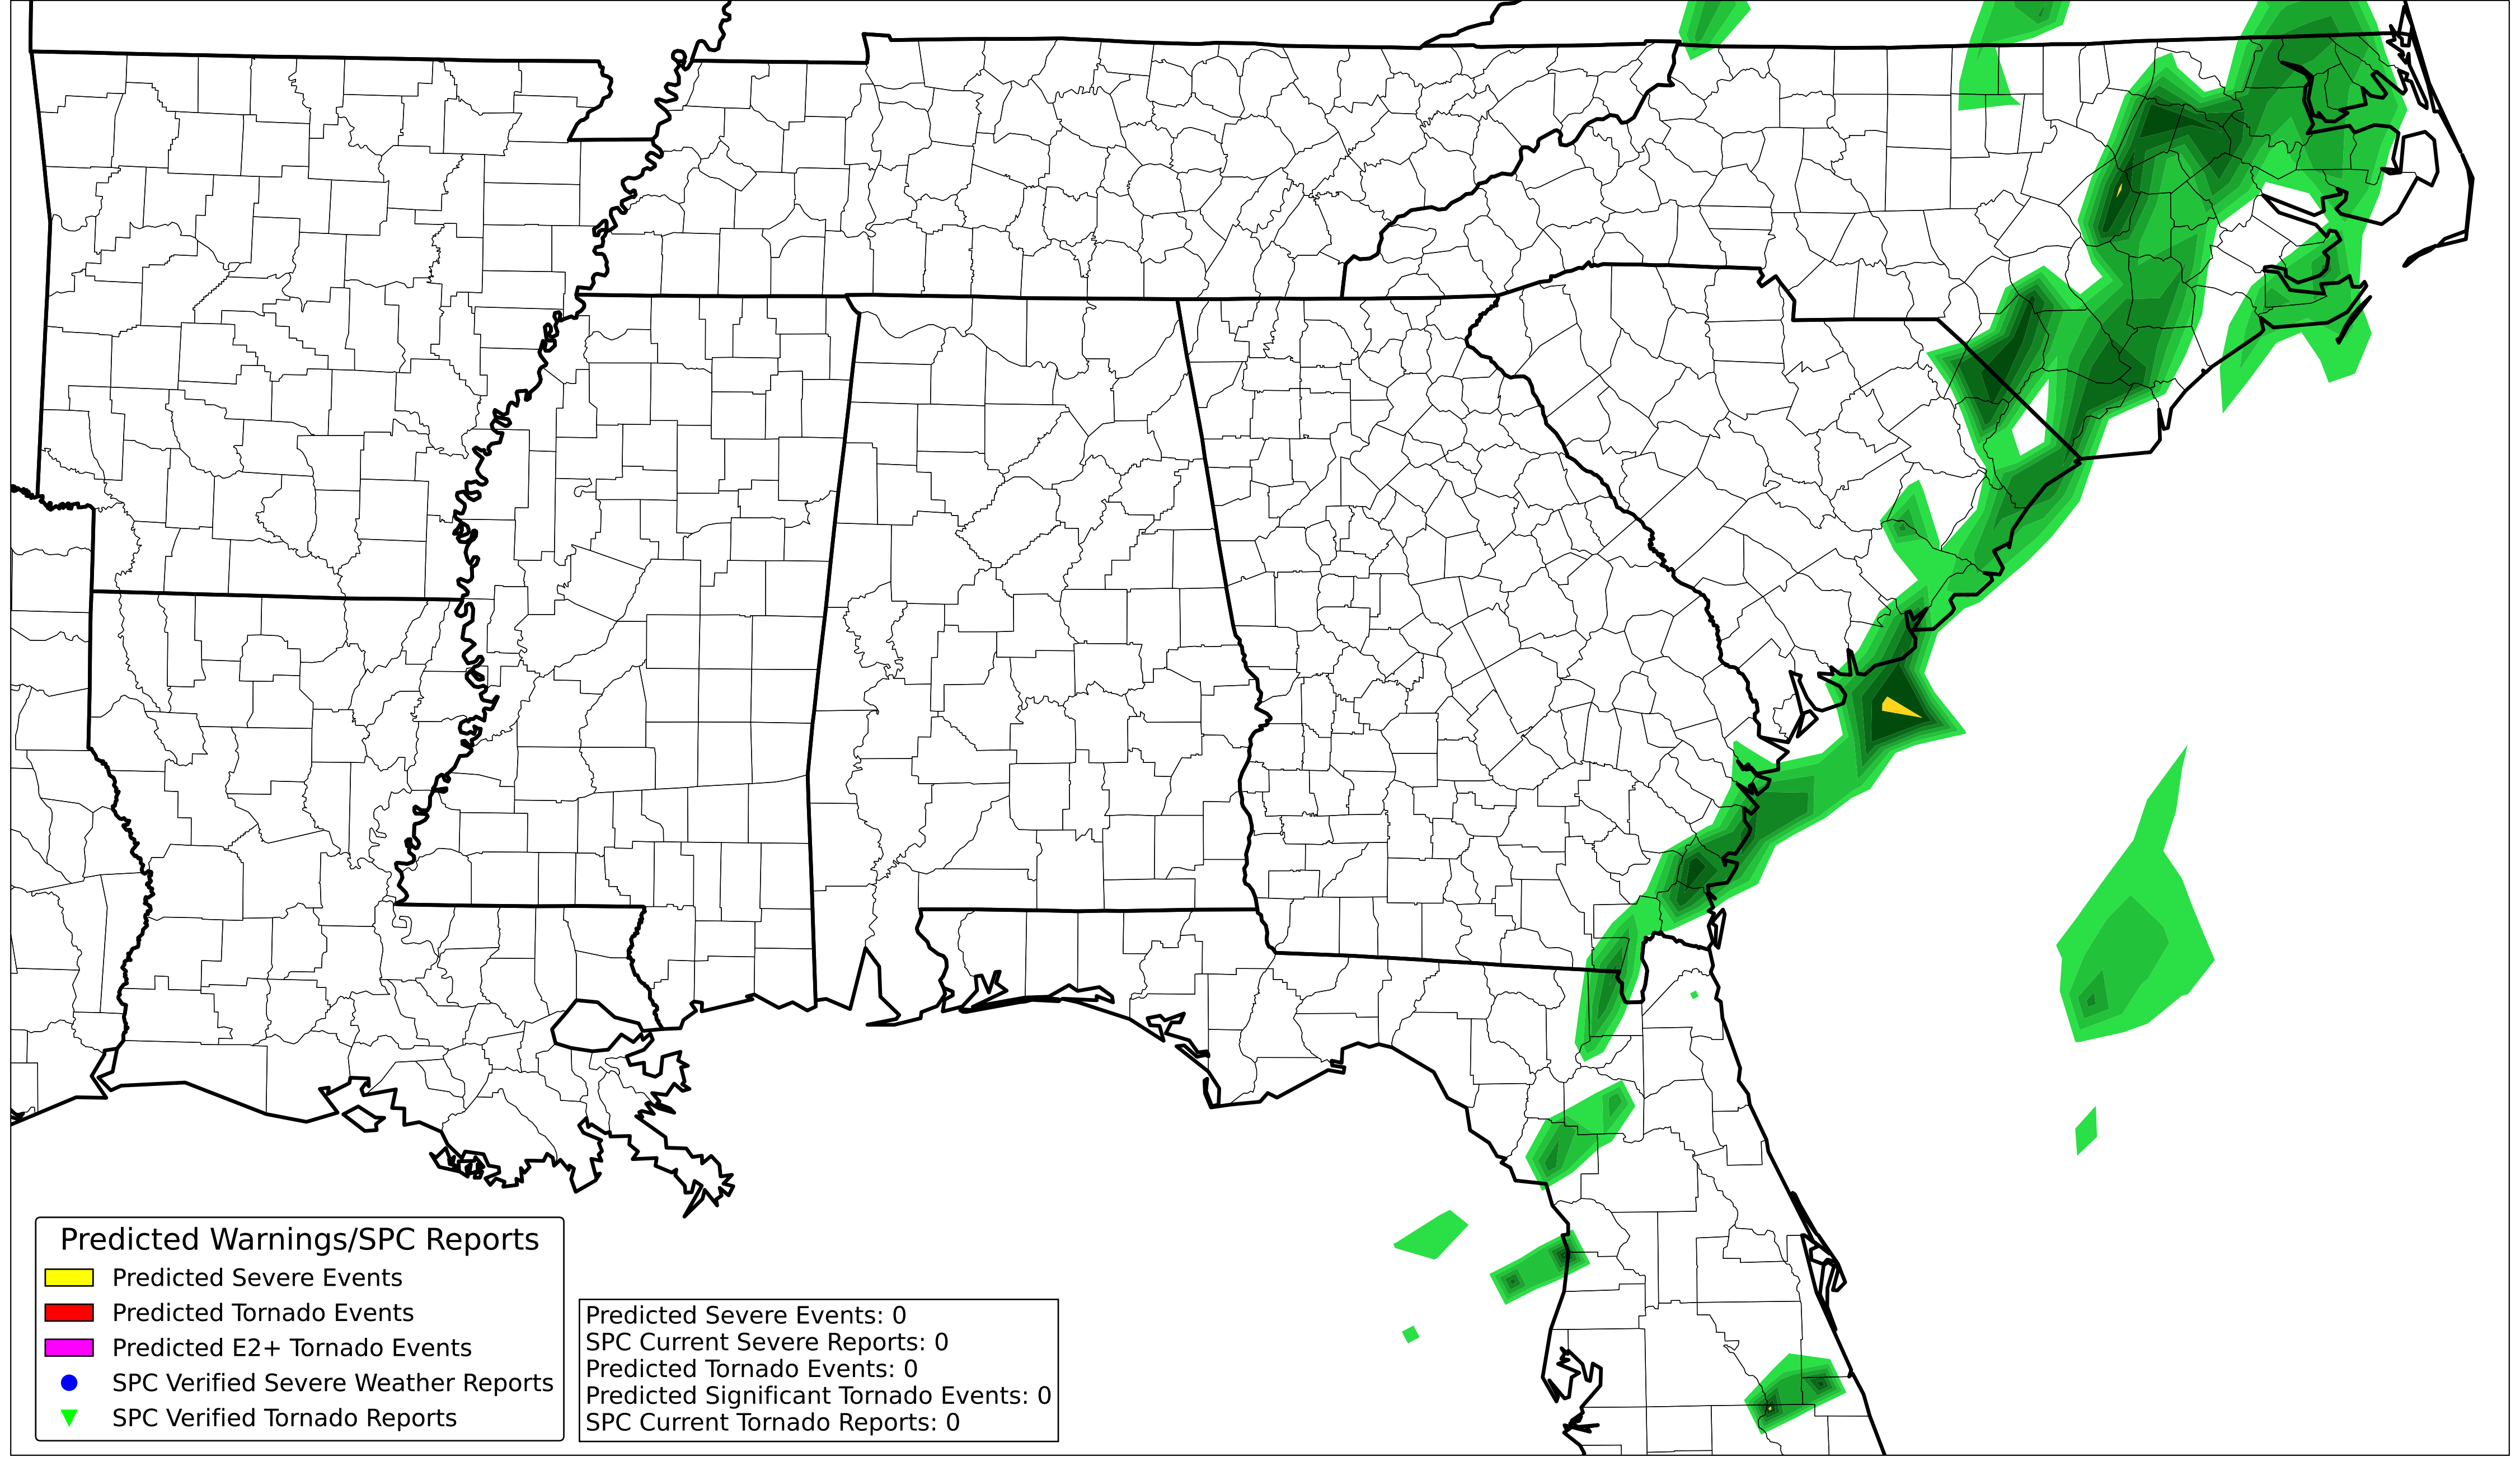 Predicted Warnings/SPC Reports
Predicted Severe Events
Predicted Tornado Events
Predicted E2+ Tornado Events
SPC Verified Severe Weather Reports
SPC Verified Tornado Reports
Predicted Severe Events: 0
SPC Current Severe Reports: 0
Predicted Tornado Events: 0
Predicted Significant Tornado Events: 0
SPC Current Tornado Reports: 0